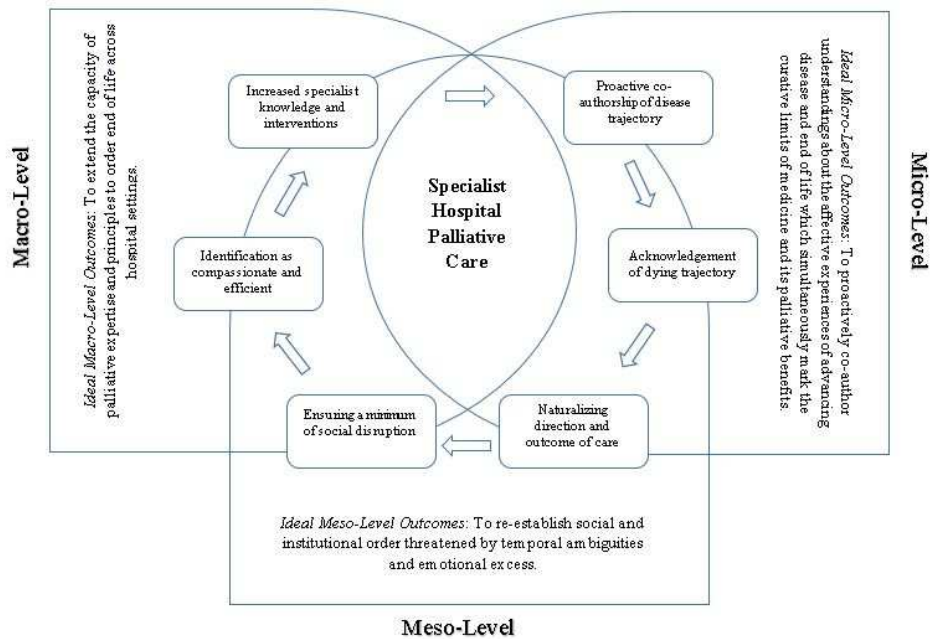 Macro-Level
Ideal Macro-Level Outcomes: To extend the capacity of
palliative expertise and principles to order end of life across
hospital settings.
Increased specialist
knowledge and
interventions
Proactive co-
authorship of disease
trajectory
Specialist
Hospital
Palliative
Care
Identification as
compassionate and
efficient
Acknowledgement
of dying trajectory
Ensuring a minimum
of social disruption
Naturalizing
direction and
outcome of care
Ideal Micro-Level Outcomes: To proactively co-author
understandings about the affective experiences of advancing
disease and end of life which simultaneously mark the
curative limits of medicine and its palliative benefits.
Micro-Level
Ideal Meso-Level Outcomes: To re-establish social and
institutional order threatened by temporal ambiguities
and emotional excess.
Meso-Level